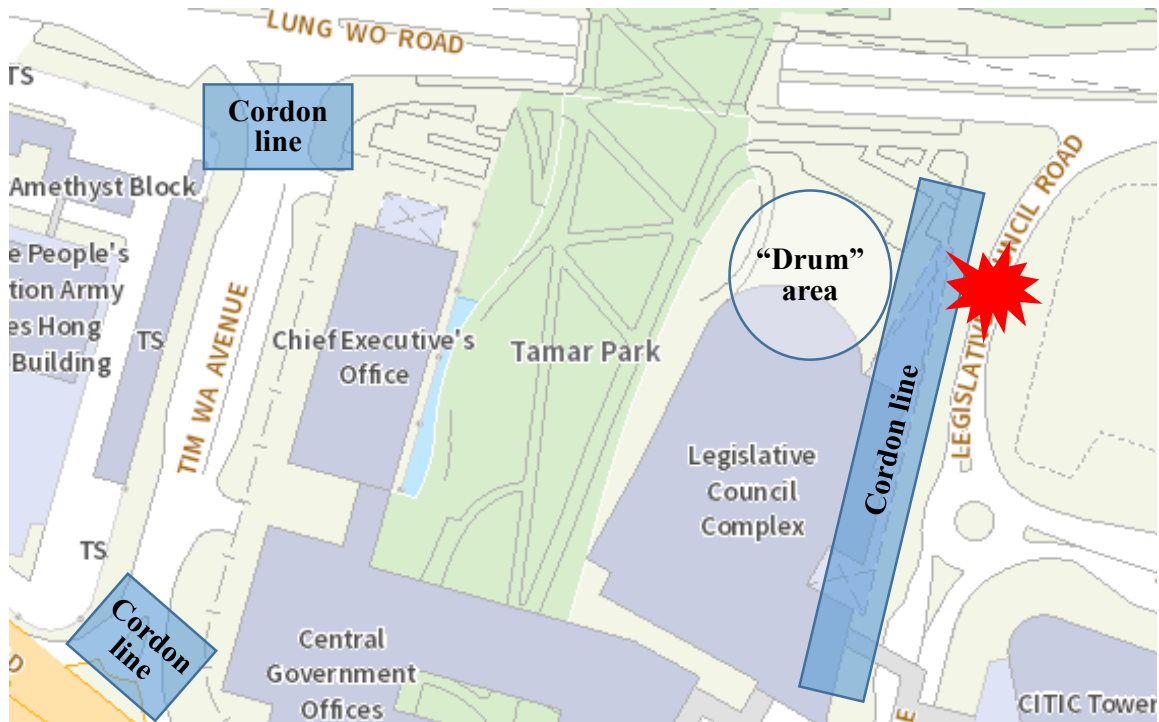 LUNG WO ROAD
TS
Cordon
line
Amethyst Block
e People's
tion Army
es Hong
Building
TS
TIM WA AVENUE
Chief Executive's
Office
Tamar Park
“Drum”
area
LEGISLATIV
UNCIL ROAD
Cordon line
Legislative
Council
Complex
TS
Cordon
line
D
Central
Government
Offices
E
CITIC Tower